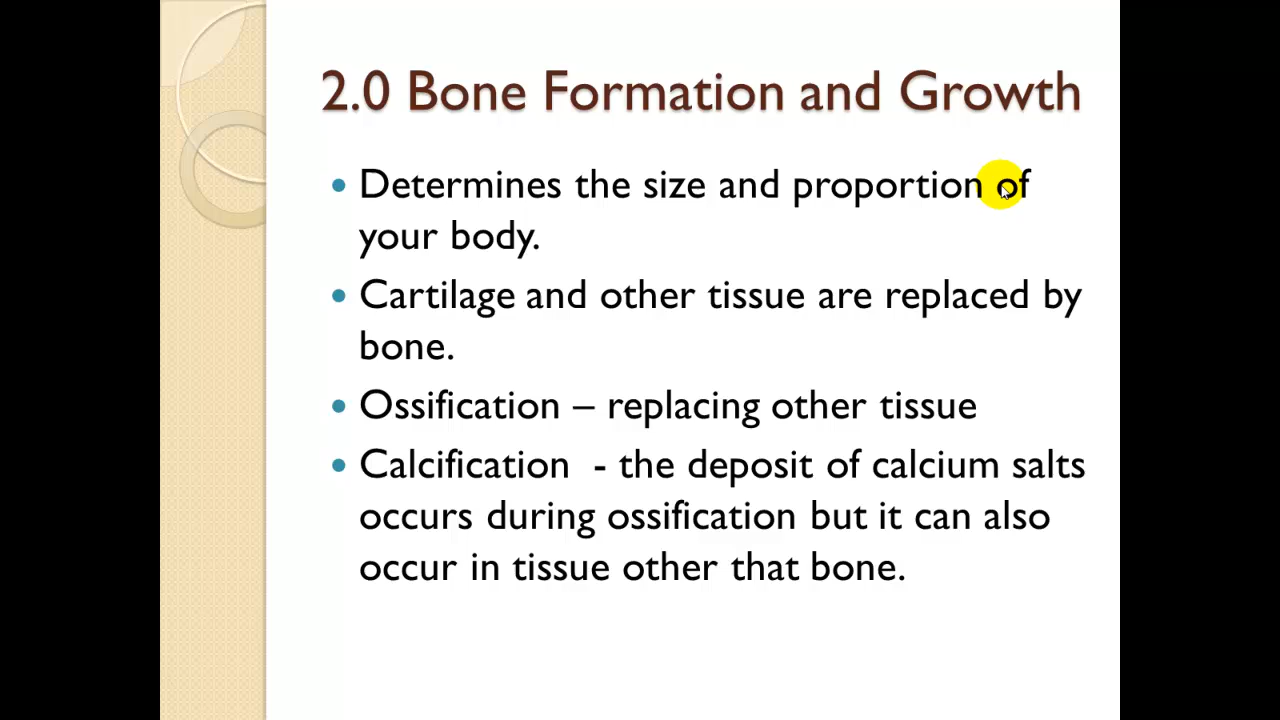 2.0 Bone Formation and Growth
• Determines the size and proportion of
your body.
• Cartilage and other tissue are replaced by
bone.
• Ossification – replacing other tissue
• Calcification  - the deposit of calcium salts
occurs during ossification but it can also
occur in tissue other that bone.